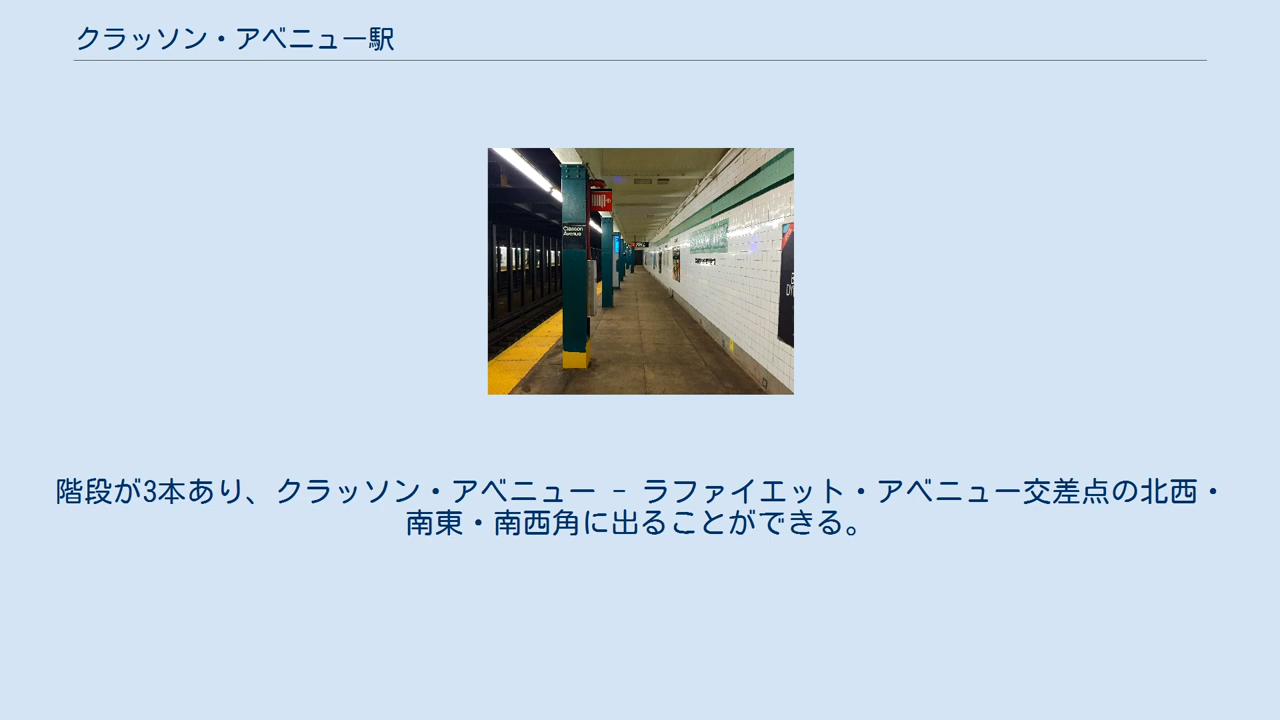 クラッソン・アベニュー駅
Classon
Avenue
階段が3本あり、クラッソン・アベニュー – ラファイエット・アベニュー交差点の北西・
南東・南西角に出ることができる。